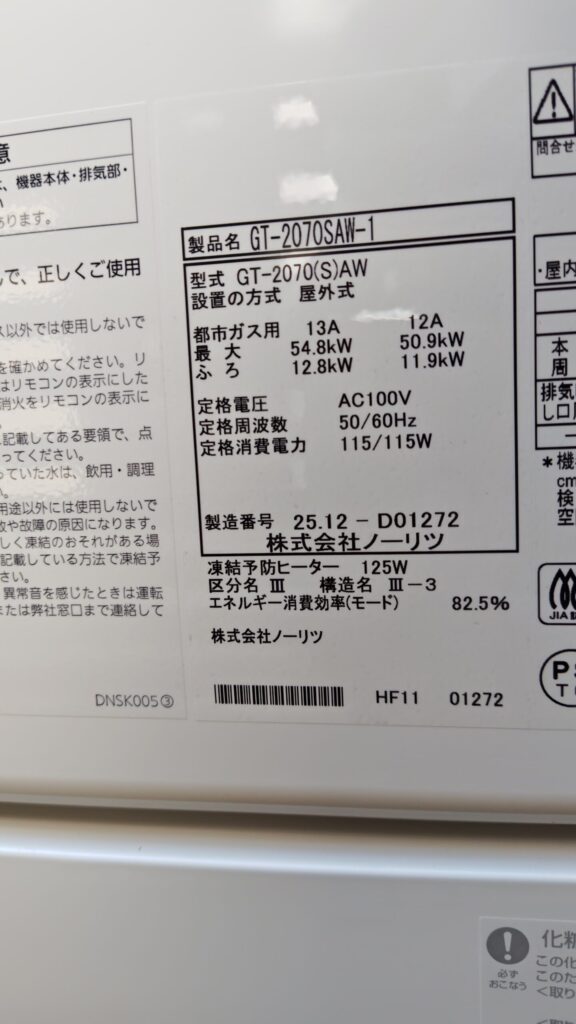 意
、機器本体・排気部・
ります。
で、正しくご使用
ス以外では使用しないで
を確かめてください。リ
はリモコンの表示にした
消火をリモコンの表示に
記載してある要領で、点
ってください。
っていた水は、飲用・調理
用途以外には使用しないで
故や故障の原因になります。
しく凍結のおそれがある場
記載している方法で凍結予
さい。
異常音を感じたときは運転
または弊社窓口まで連絡して
DNSK005③
製品名 GT-2070SAW-1
型式 GT-2070(S)AW
設置の方式 屋外式
都市ガス用 13A 12A
最大 54.8kW 50.9kW
ふろ 12.8kW 11.9kW
定格電圧 AC100V
定格周波数 50/60Hz
定格消費電力 115/115W
製造番号 25.12-D01272
株式会社ノーリツ
凍結予防ヒーター 125W
区分名 Ⅲ 構造名 Ⅲ-3
エネルギー消費効率(モード) 82.5%
株式会社ノーリツ
HF11 01272
問合せ
・屋内
本
周
排気
し口
*機
cm
検
空
JIA
PS
必ず
おこなう
化粧
この化
このた
<取り